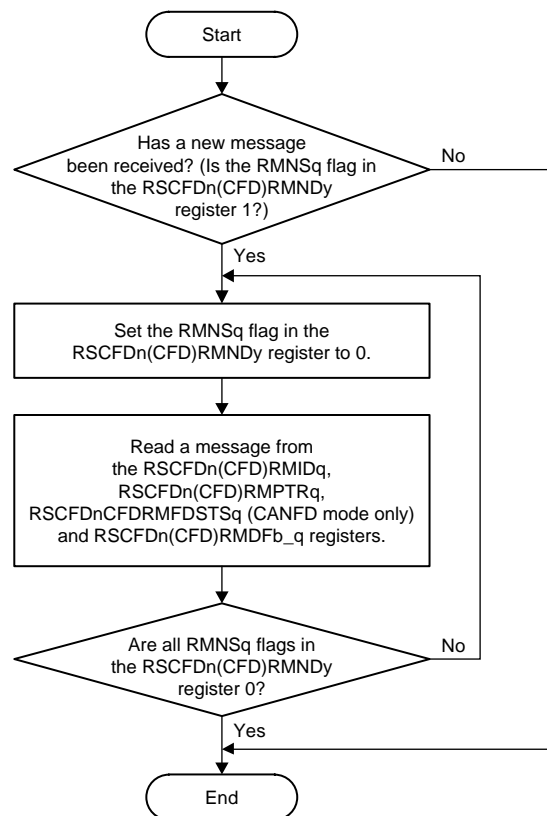 Start
Has a new message
been received? (Is the RMNSq flag in
the RSCFDn(CFD)RMNDy
register 1?)
No
Yes
Set the RMNSq flag in the
RSCFDn(CFD)RMNDy register to 0.
Read a message from
the RSCFDn(CFD)RMIDq,
RSCFDn(CFD)RMPTRq,
RSCFDnCFDRMFDSTSq (CANFD mode only)
and RSCFDn(CFD)RMDFb_q registers.
Are all RMNSq flags in
the RSCFDn(CFD)RMNDy
register 0?
No
Yes
End